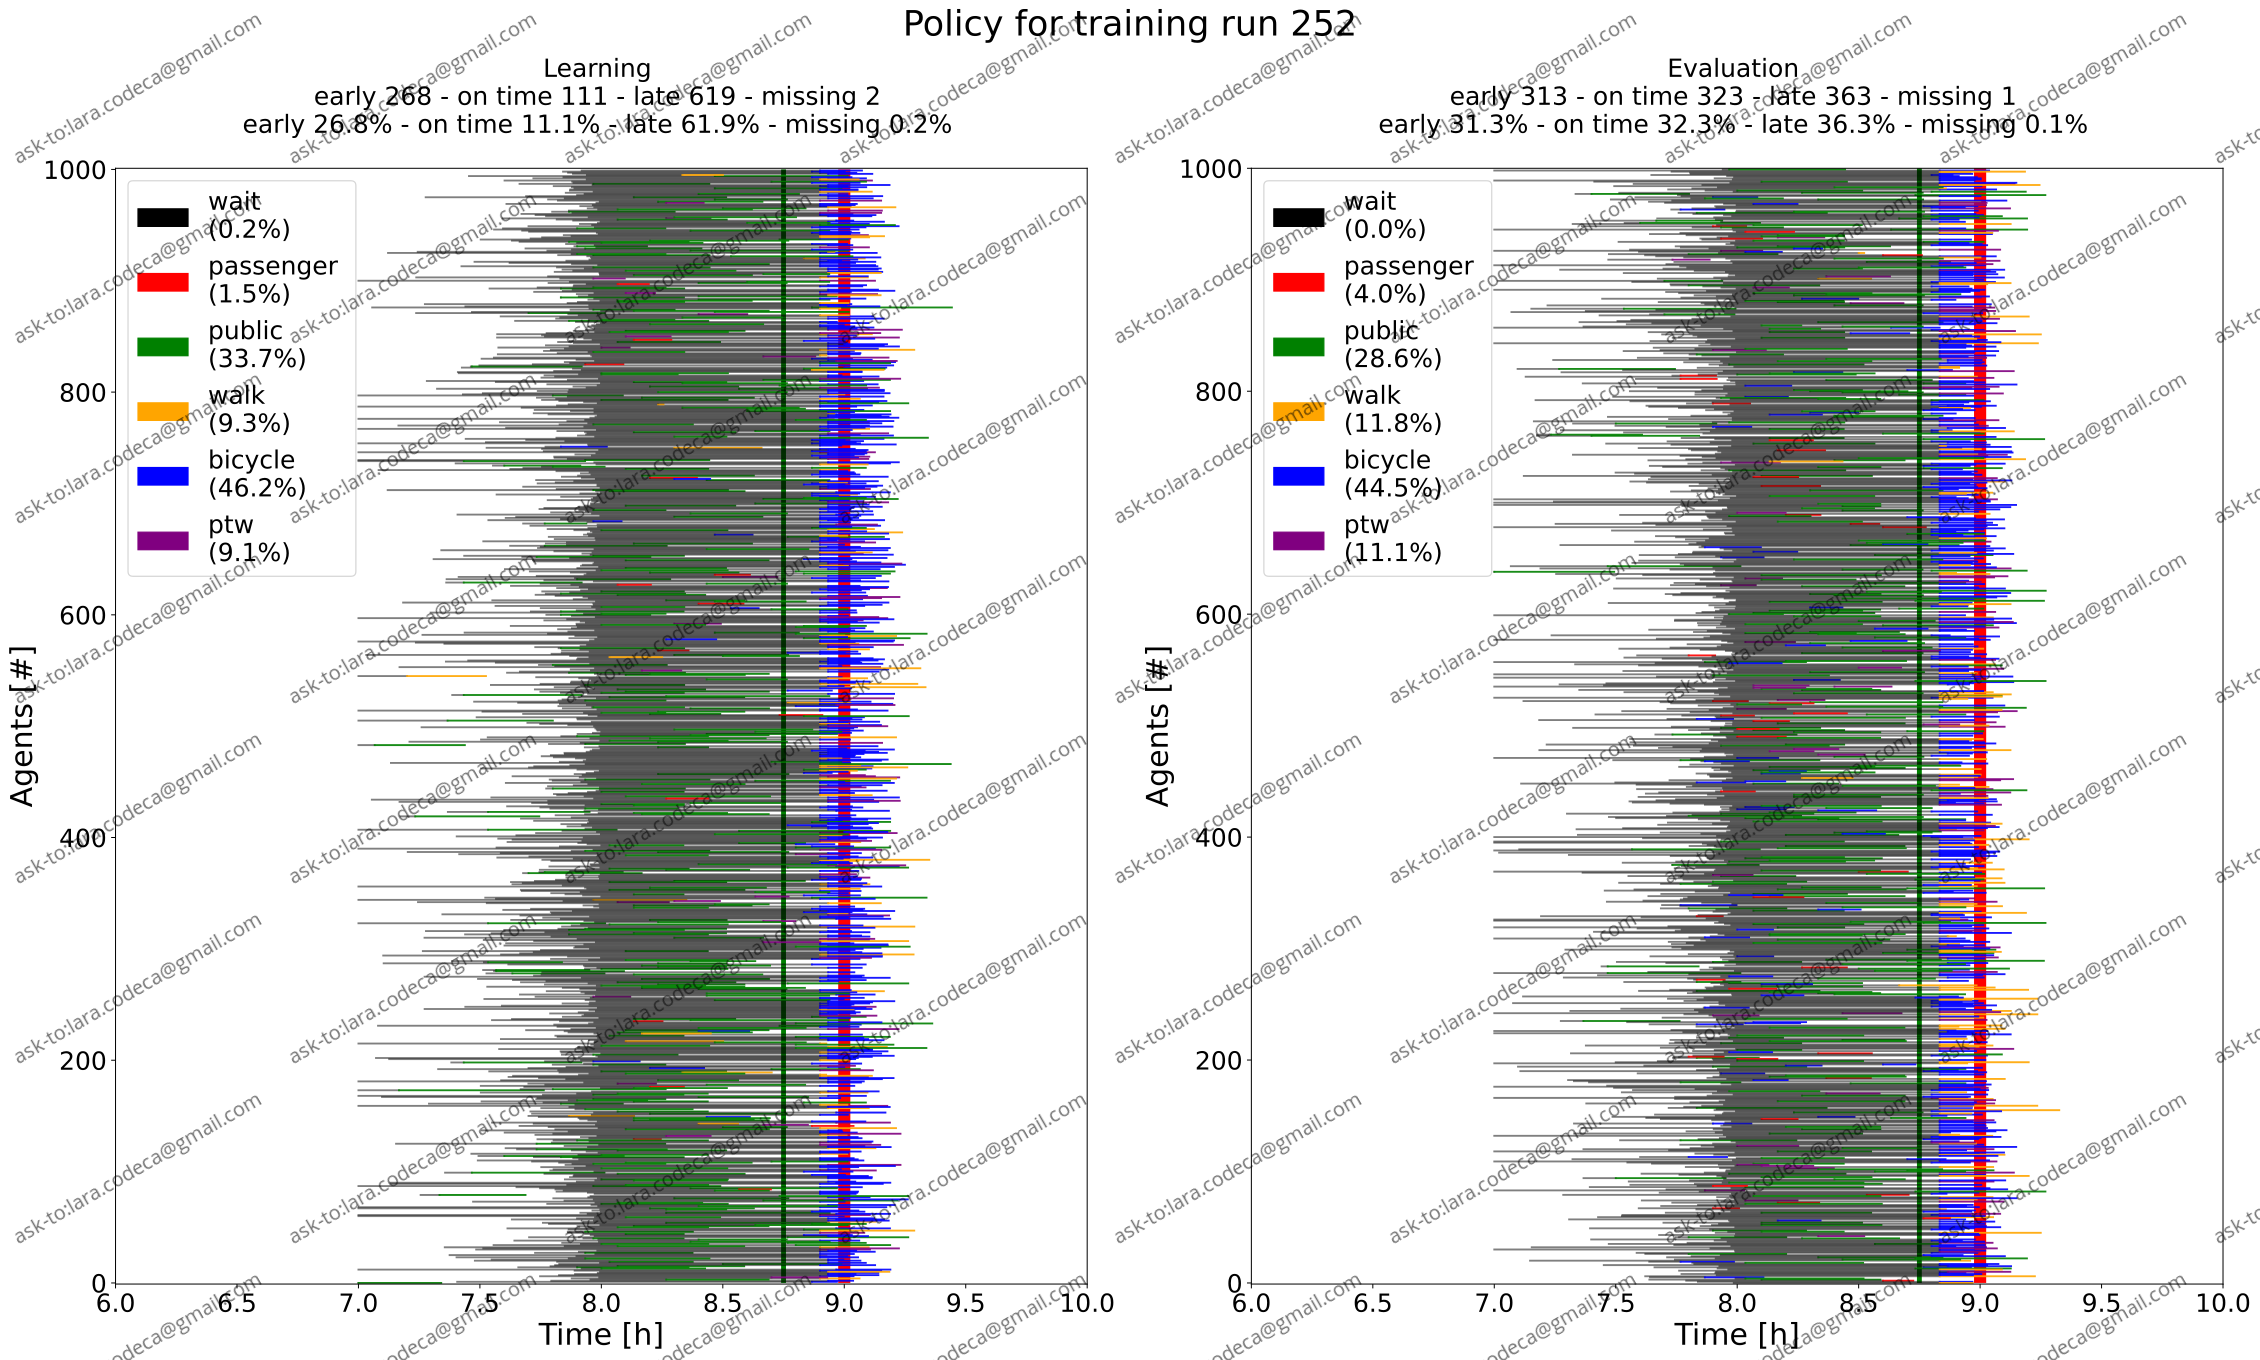 Policy for training run 252
Learning
early 268 - on time 111 - late 619 - missing 2
early 26.8% - on time 11.1% - late 61.9% - missing 0.2%
1000
800
600
400
200
0
Agents [#]
wait
(0.2%)
passenger
(1.5%)
public
(33.7%)
walk
(9.3%)
bicycle
(46.2%)
ptw
(9.1%)
6.0 6.5 7.0 7.5 8.0 8.5 9.0 9.5 10.0
Time [h]
Evaluation
early 313 - on time 323 - late 363 - missing 1
early 31.3% - on time 32.3% - late 36.3% - missing 0.1%
1000
800
600
400
200
0
Agents [#]
wait
(0.0%)
passenger
(4.0%)
public
(28.6%)
walk
(11.8%)
bicycle
(44.5%)
ptw
(11.1%)
6.0 6.5 7.0 7.5 8.0 8.5 9.0 9.5 10.0
Time [h]
ask-to:lara.codeca@gmail.com